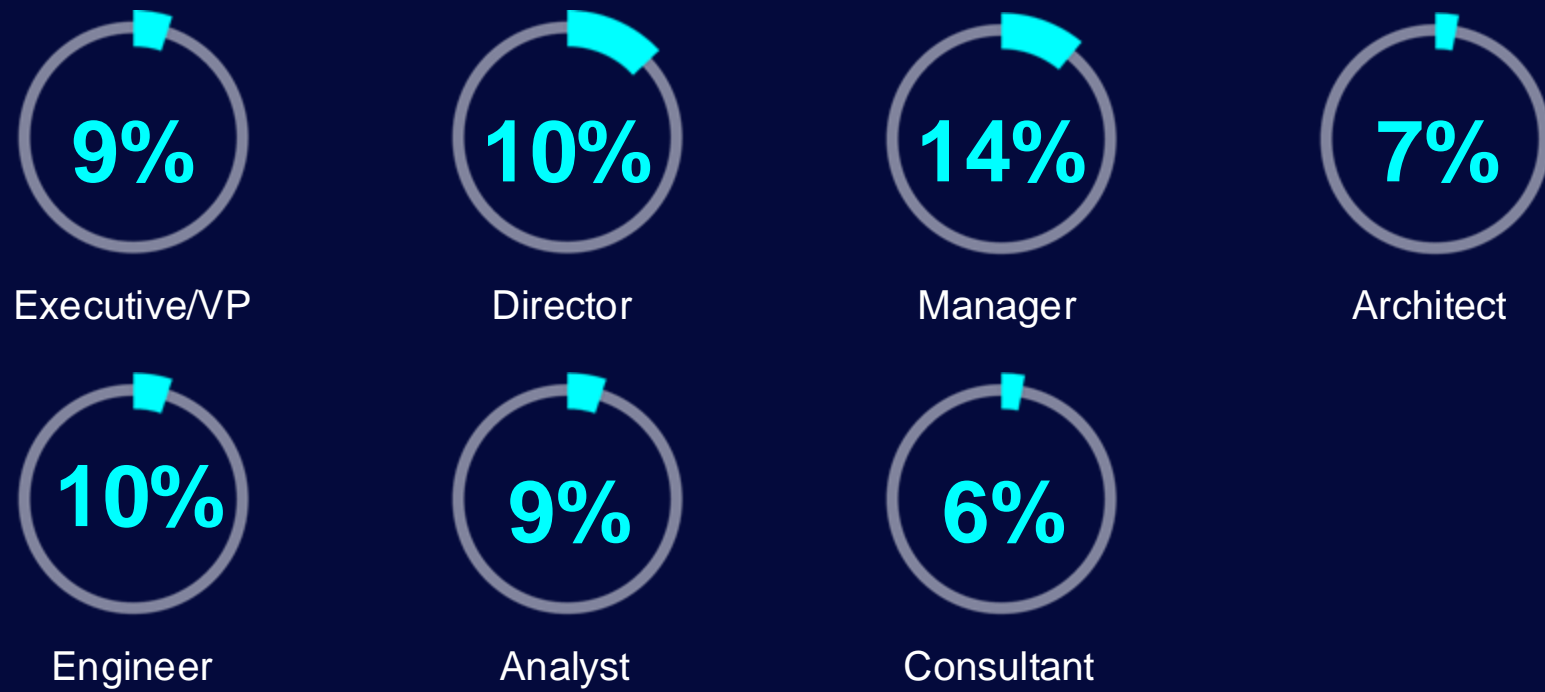 9%
Executive/VP
10%
Director
14%
Manager
7%
Architect
10%
Engineer
9%
Analyst
6%
Consultant